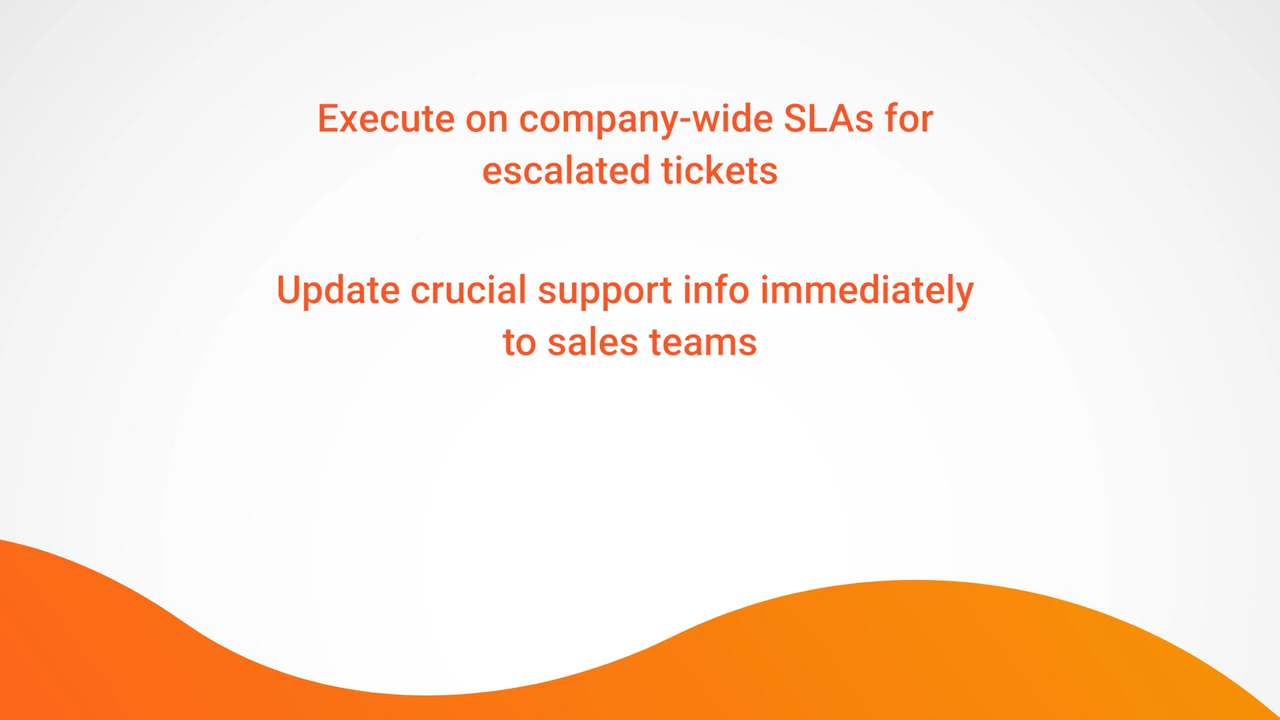 Execute on company-wide SLAs for
escalated tickets
Update crucial support info immediately
to sales teams